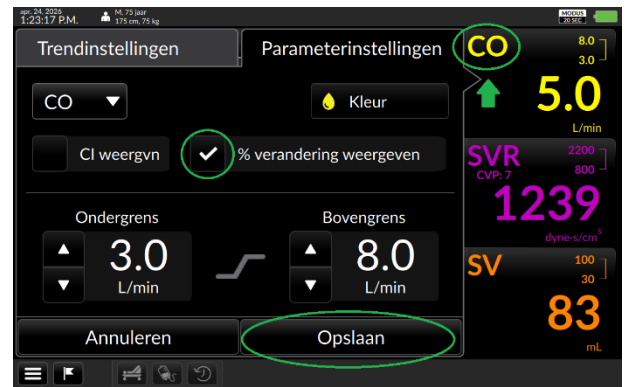 apr. 24, 2026
1:23:17 P.M.
M, 75 jaar
175 cm, 75 kg
MODUS
20 SEC
Trendinstellingen
Parameterinstellingen
CO
Kleur
CI weergvn
% verandering weergeven
Ondergrens
Bovengrens
3.0
L/min
8.0
L/min
Annuleren
Opslaan
CO
8.0
3.0
5.0
L/min
SVR
CVP: 7
2200
800
1239
dyne-s/cm⁵
SV
100
30
83
mL